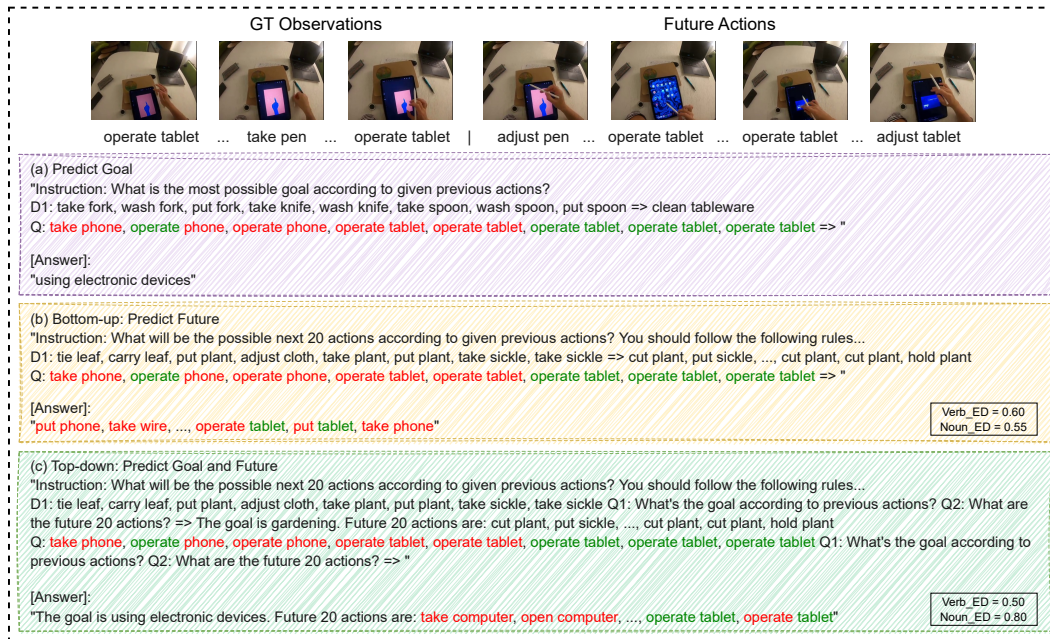 GT Observations Future Actions
operate tablet ... take pen ... operate tablet | adjust pen ... operate tablet ... operate tablet ... adjust tablet
(a) Predict Goal
"Instruction: What is the most possible goal according to given previous actions?
D1: take fork, wash fork, put fork, take knife, wash knife, take spoon, wash spoon, put spoon => clean tableware
Q: take phone, operate phone, operate phone, operate tablet, operate tablet, operate tablet, operate tablet, operate tablet => "
[Answer]:
"using electronic devices"
(b) Bottom-up: Predict Future
"Instruction: What will be the possible next 20 actions according to given previous actions? You should follow the following rules...
D1: tie leaf, carry leaf, put plant, adjust cloth, take plant, put plant, take sickle, take sickle => cut plant, put sickle, ..., cut plant, cut plant, hold plant
Q: take phone, operate phone, operate phone, operate tablet, operate tablet, operate tablet, operate tablet, operate tablet => "
[Answer]:
"put phone, take wire, ..., operate tablet, put tablet, take phone"
Verb_ED = 0.60
Noun_ED = 0.55
(c) Top-down: Predict Goal and Future
"Instruction: What will be the possible next 20 actions according to given previous actions? You should follow the following rules...
D1: tie leaf, carry leaf, put plant, adjust cloth, take plant, put plant, take sickle, take sickle Q1: What's the goal according to previous actions? Q2: What are
the future 20 actions? => The goal is gardening. Future 20 actions are: cut plant, put sickle, ..., cut plant, cut plant, hold plant
Q: take phone, operate phone, operate phone, operate tablet, operate tablet, operate tablet, operate tablet, operate tablet Q1: What's the goal according to
previous actions? Q2: What are the future 20 actions? => "
[Answer]:
"The goal is using electronic devices. Future 20 actions are: take computer, open computer, ..., operate tablet, operate tablet"
Verb_ED = 0.50
Noun_ED = 0.80